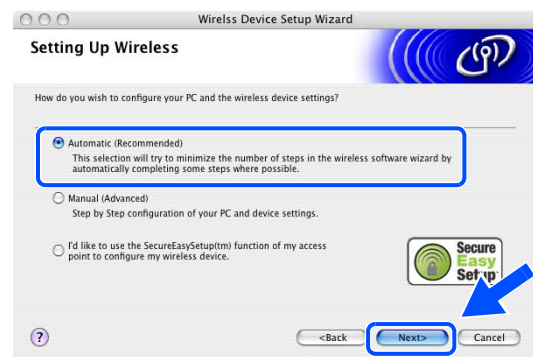 Wirelss Device Setup Wizard
Setting Up Wireless
How do you wish to configure your PC and the wireless device settings?
Automatic (Recommended)
This selection will try to minimize the number of steps in the wireless software wizard by
automatically completing some steps where possible.
Manual (Advanced)
Step by Step configuration of your PC and device settings.
I'd like to use the SecureEasySetup(tm) function of my access
point to configure my wireless device.
Secure
Easy
Setup
?
<Back
Next>
Cancel